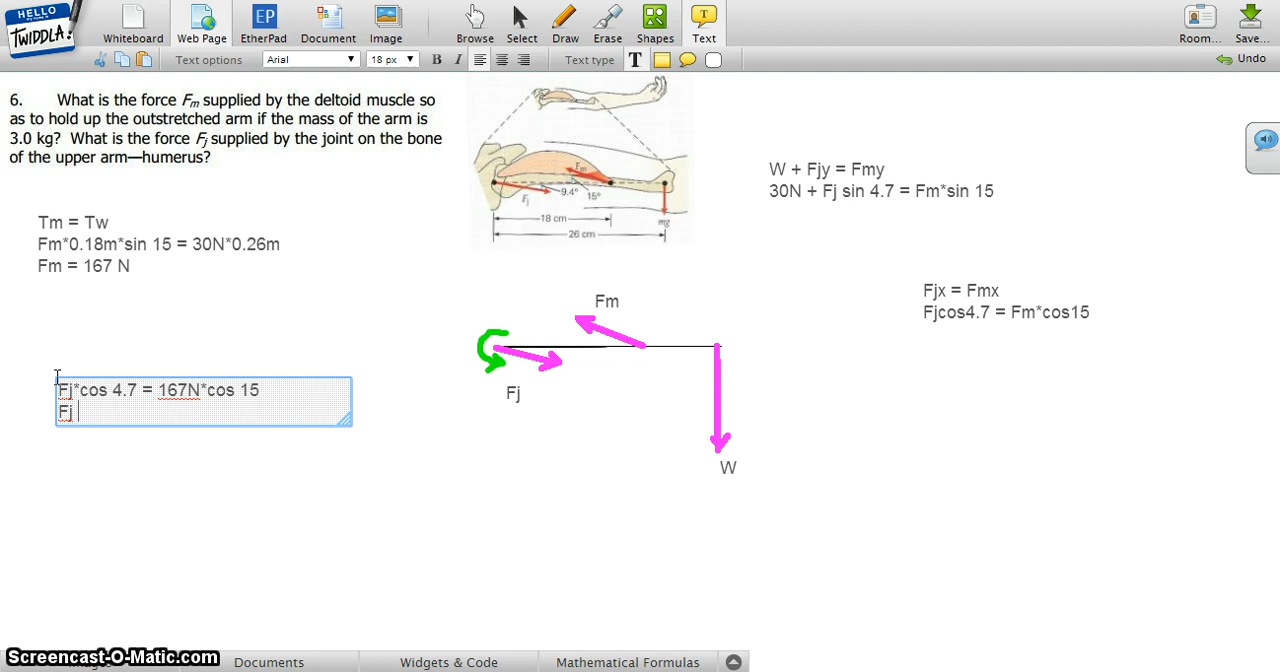 HELLO
TWIDDLA!
Whiteboard Web Page EtherPad Document Image Browse Select Draw Erase Shapes Text Room... Save...
EP
T
Text options Arial 18 px B I Text type T Undo
6. What is the force Fm supplied by the deltoid muscle so
as to hold up the outstretched arm if the mass of the arm is
3.0 kg? What is the force Fj supplied by the joint on the bone
of the upper arm—humerus?
Fm
9.4°
15°
Fj
18 cm
mg
26 cm
W + Fjy = Fmy
30N + Fj sin 4.7 = Fm*sin 15
Tm = Tw
Fm*0.18m*sin 15 = 30N*0.26m
Fm = 167 N
Fjx = Fmx
Fjcos4.7 = Fm*cos15
Fm
Fj
W
Fj*cos 4.7 = 167N*cos 15
Fj
Screencast-O-Matic.com
Documents Widgets & Code Mathematical Formulas